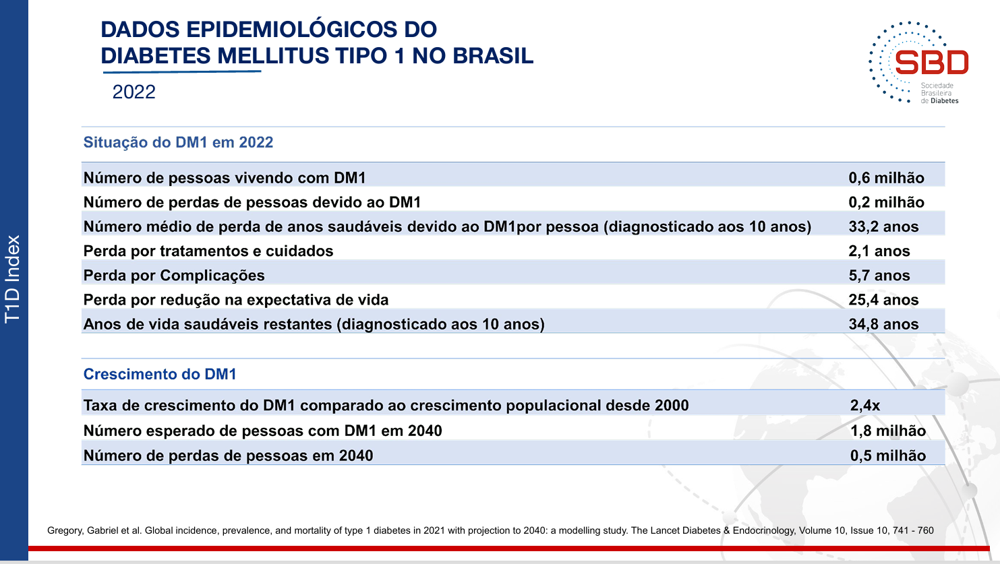 DADOS EPIDEMIOLÓGICOS DO
DIABETES MELLITUS TIPO 1 NO BRASIL
2022
SBD
Sociedade
Brasileira
de Diabetes
T1D Index
Situação do DM1 em 2022
Número de pessoas vivendo com DM1 0,6 milhão
Número de perdas de pessoas devido ao DM1 0,2 milhão
Número médio de perda de anos saudáveis devido ao DM1por pessoa (diagnosticado aos 10 anos) 33,2 anos
Perda por tratamentos e cuidados 2,1 anos
Perda por Complicações 5,7 anos
Perda por redução na expectativa de vida 25,4 anos
Anos de vida saudáveis restantes (diagnosticado aos 10 anos) 34,8 anos
Crescimento do DM1
Taxa de crescimento do DM1 comparado ao crescimento populacional desde 2000 2,4x
Número esperado de pessoas com DM1 em 2040 1,8 milhão
Número de perdas de pessoas em 2040 0,5 milhão
Gregory, Gabriel et al. Global incidence, prevalence, and mortality of type 1 diabetes in 2021 with projection to 2040: a modelling study. The Lancet Diabetes & Endocrinology, Volume 10, Issue 10, 741 - 760